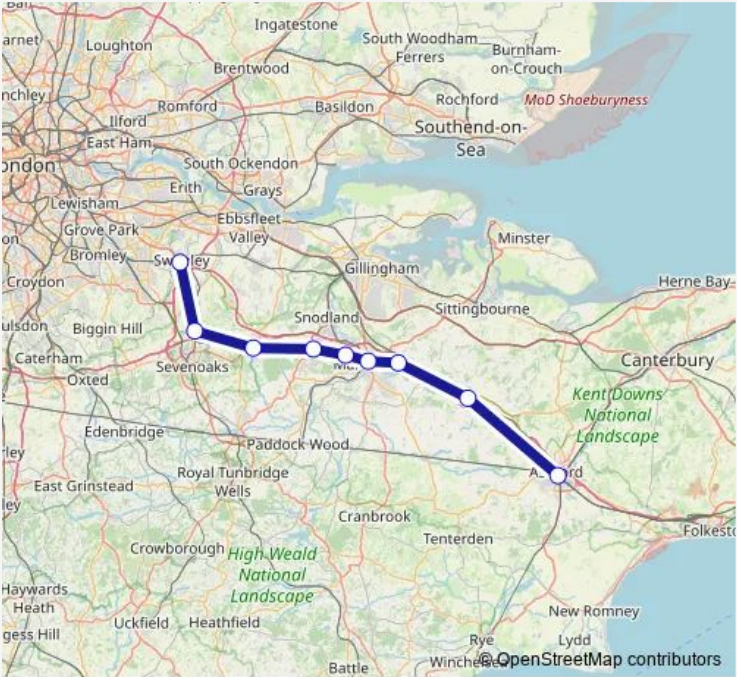 Ingatestone
arnet
Loughton
South Woodham
Ferrers
Burnham-
on-Crouch
Brentwood
nchley
Romford
Basildon
Rochford
MoD Shoeburyness
Ilford
East Ham
Southend-on-
Sea
ondon
South Ockendon
Erith
Grays
Lewisham
Ebbsfleet
Valley
Grove Park
Minster
on
Bromley
Gillingham
Croydon
Herne Bay
Sittingbourne
Snodland
ulsdon
Biggin Hill
Caterham
Sevenoaks
Canterbury
Oxted
Kent Downs
National
Landscape
Edenbridge
Paddock Wood
rley
Royal Tunbridge
Wells
East Grinstead
ley
Cranbrook
Folkesto
Tenterden
Crowborough
High Weald
National
Landscape
Haywards
Heath
New Romney
Uckfield
Heathfield
gess Hill
Rye
Lydd
Battle
© OpenStreetMap contributors